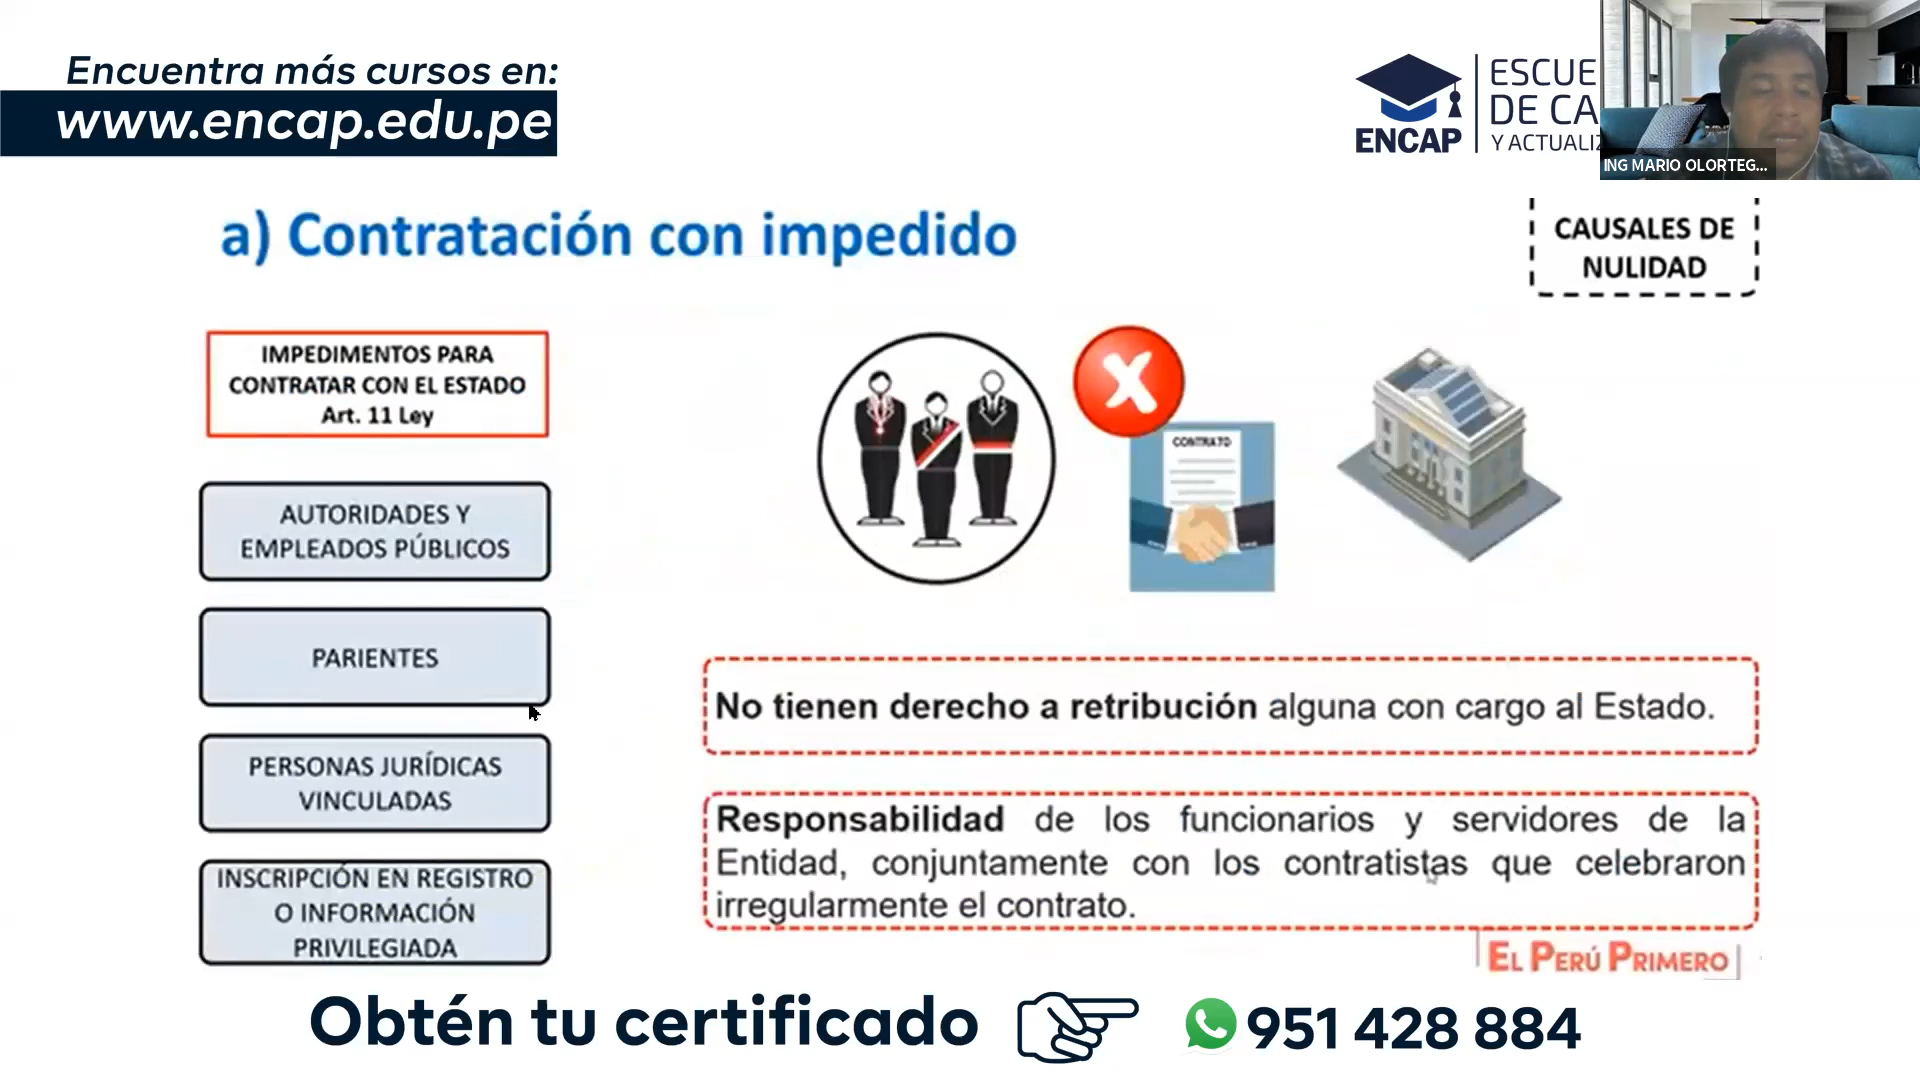 Encuentra más cursos en:
www.encap.edu.pe
ENCAP
ESCUE
DE CA
Y ACTUALIZ
ING MARIO OLORTEG...
a) Contratación con impedido
CAUSALES DE
NULIDAD
IMPEDIMENTOS PARA
CONTRATAR CON EL ESTADO
Art. 11 Ley
AUTORIDADES Y
EMPLEADOS PÚBLICOS
PARIENTES
PERSONAS JURÍDICAS
VINCULADAS
INSCRIPCIÓN EN REGISTRO
O INFORMACIÓN
PRIVILEGIADA
CONTRATO
No tienen derecho a retribución alguna con cargo al Estado.
Responsabilidad de los funcionarios y servidores de la
Entidad, conjuntamente con los contratistas que celebraron
irregularmente el contrato.
EL PERÚ PRIMERO
Obtén tu certificado
951 428 884